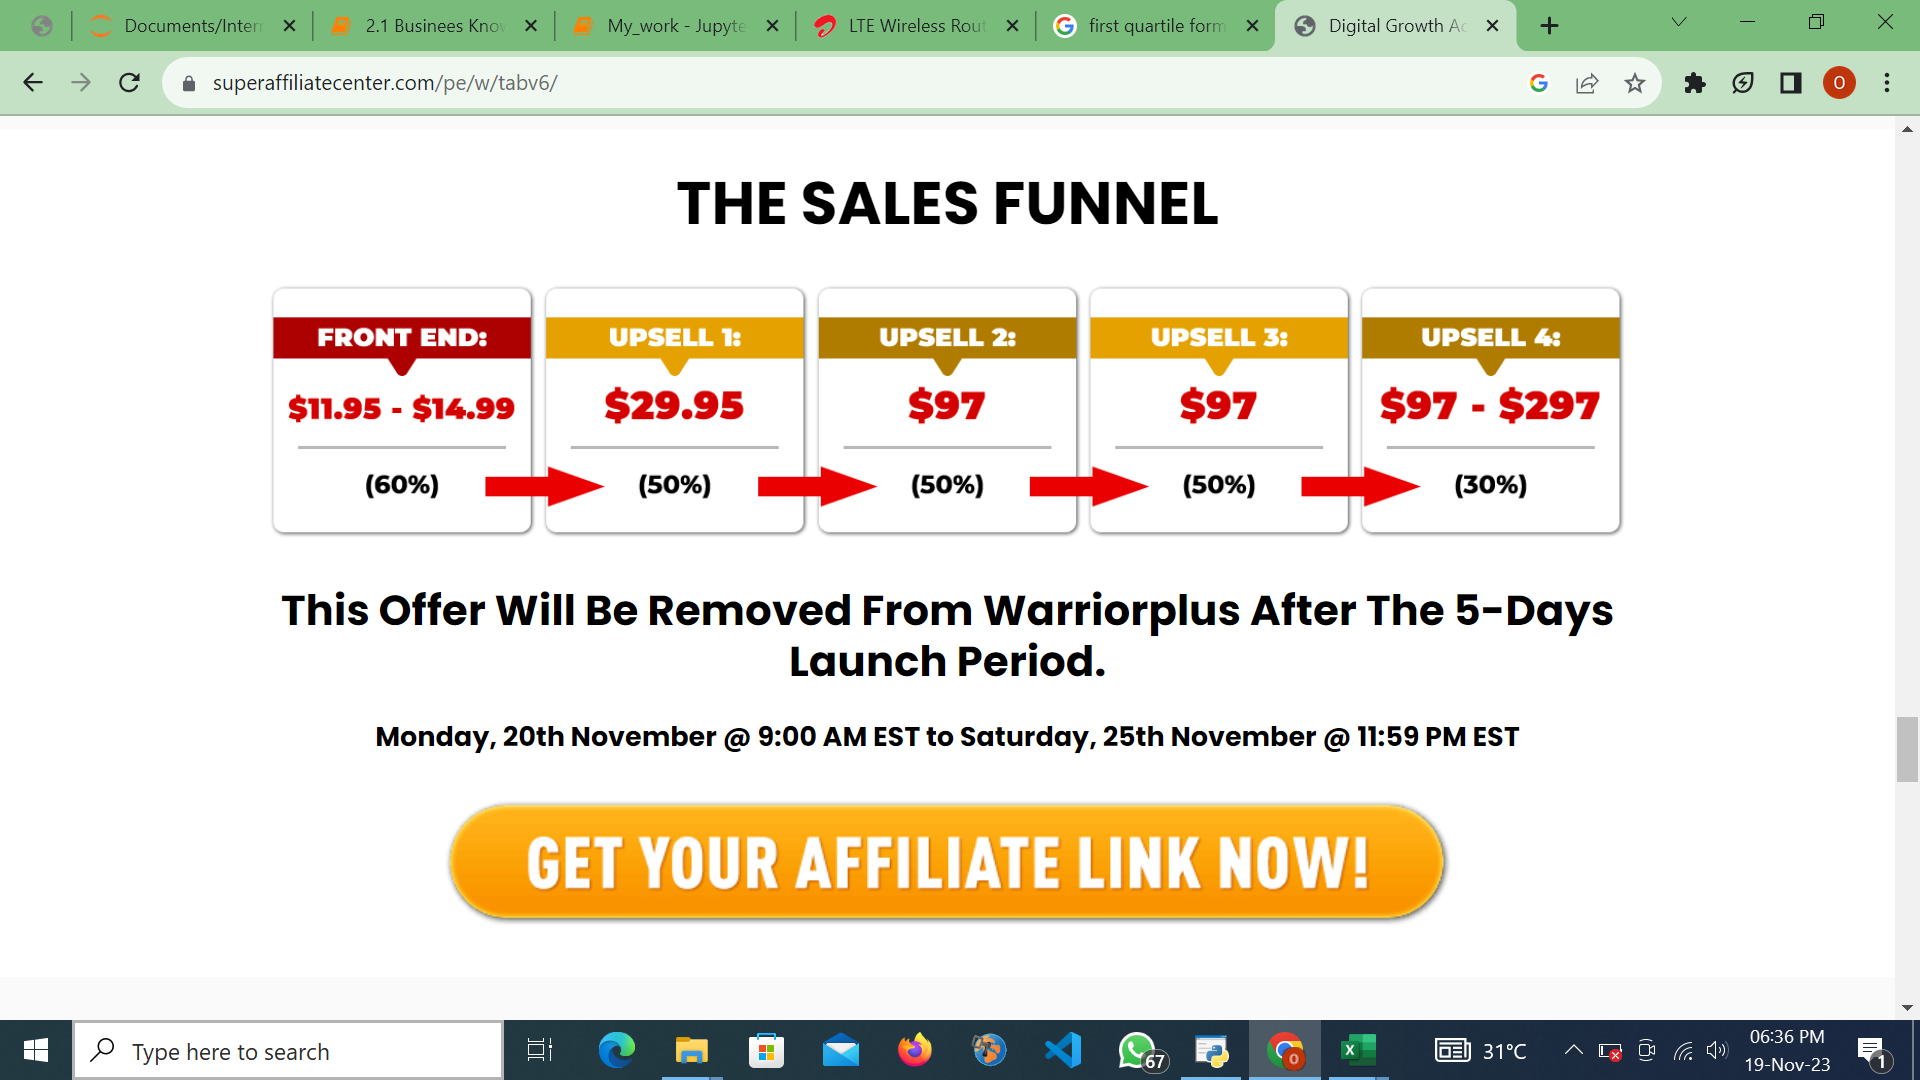 Documents/Intern
2.1 Businees Know
My_work - Jupyte
LTE Wireless Rout
first quartile form
Digital Growth Ac
superaffiliatecenter.com/pe/w/tabv6/
O
THE SALES FUNNEL
FRONT END: UPSELL 1: UPSELL 2: UPSELL 3: UPSELL 4:
$11.95 - $14.99 $29.95 $97 $97 $97 - $297
(60%) (50%) (50%) (50%) (30%)
This Offer Will Be Removed From Warriorplus After The 5-Days
Launch Period.
Monday, 20th November @ 9:00 AM EST to Saturday, 25th November @ 11:59 PM EST
GET YOUR AFFILIATE LINK NOW!
Type here to search
67
O
31°C
06:36 PM
19-Nov-23
1